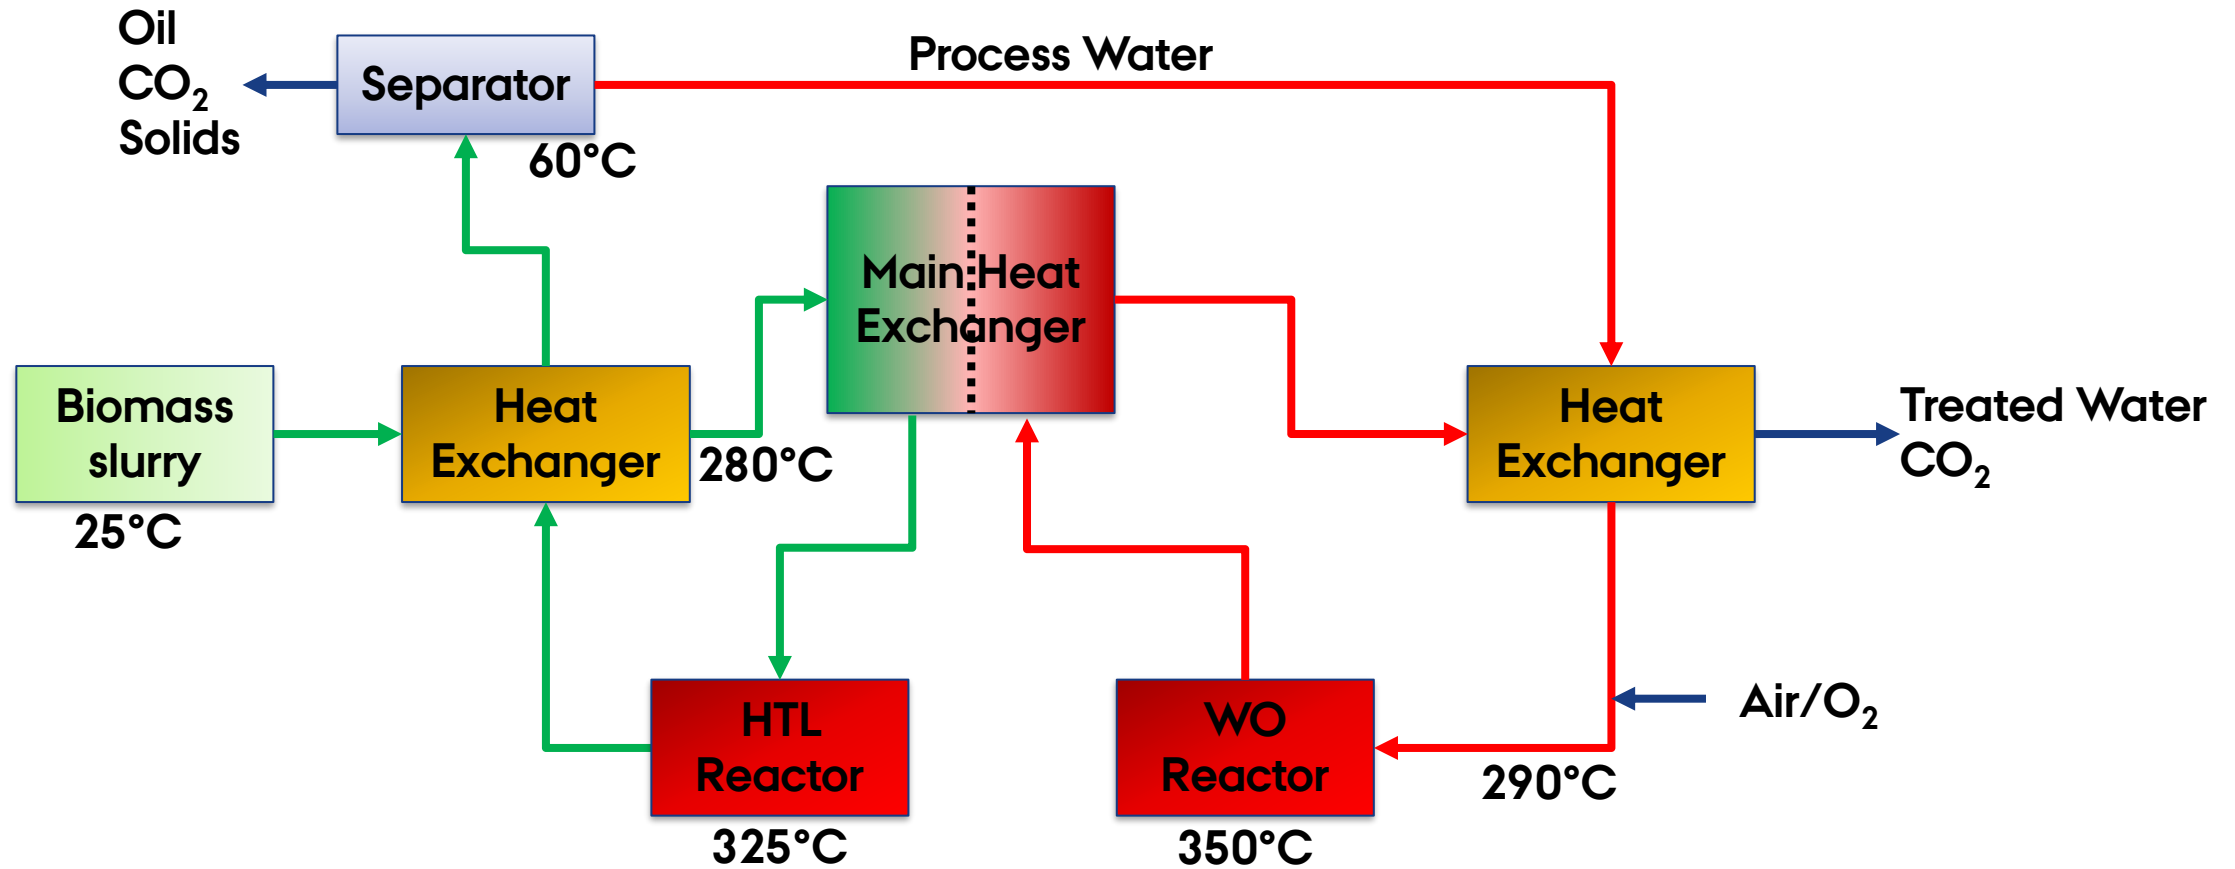 Oil
CO₂
Solids
Separator
Process Water
60°C
Main Heat
Exchanger
Biomass
slurry
25°C
Heat
Exchanger
280°C
Heat
Exchanger
Treated Water
CO₂
HTL
Reactor
325°C
WO
Reactor
350°C
290°C
Air/O₂